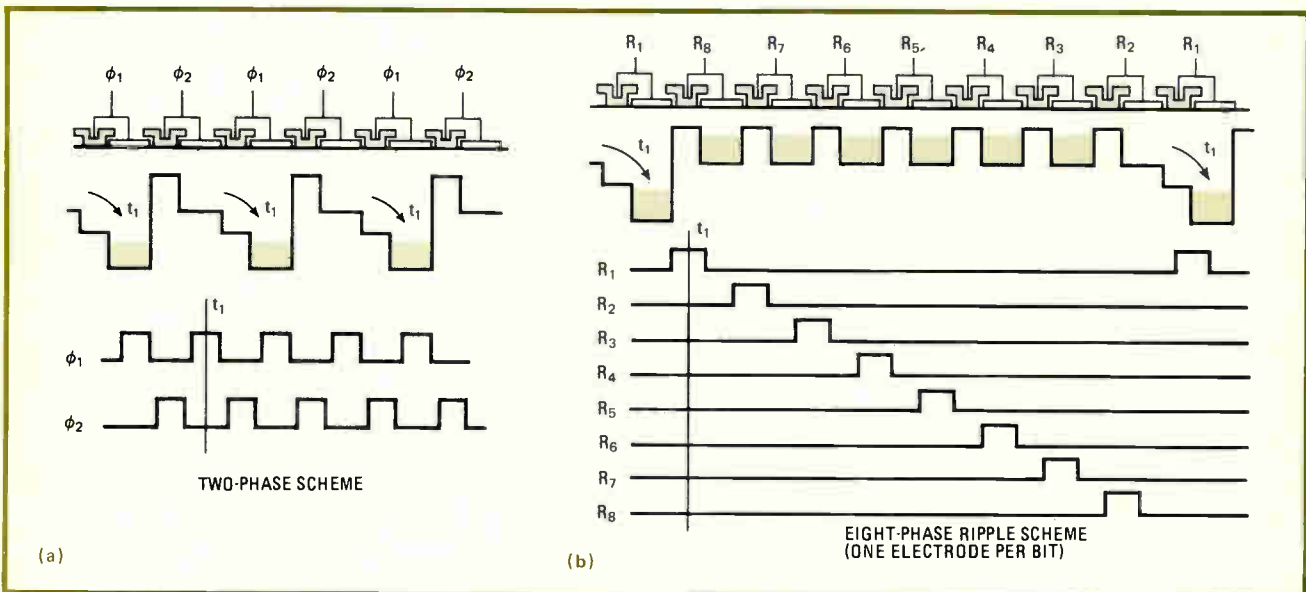 ϕ1 ϕ2 ϕ1 ϕ2 ϕ1 ϕ2
t1 t1 t1
t1
ϕ1
ϕ2
TWO-PHASE SCHEME
(a)
R1 R8 R7 R6 R5 R4 R3 R2 R1
t1 t1
t1
R1
R2
R3
R4
R5
R6
R7
R8
EIGHT-PHASE RIPPLE SCHEME
(ONE ELECTRODE PER BIT)
(b)